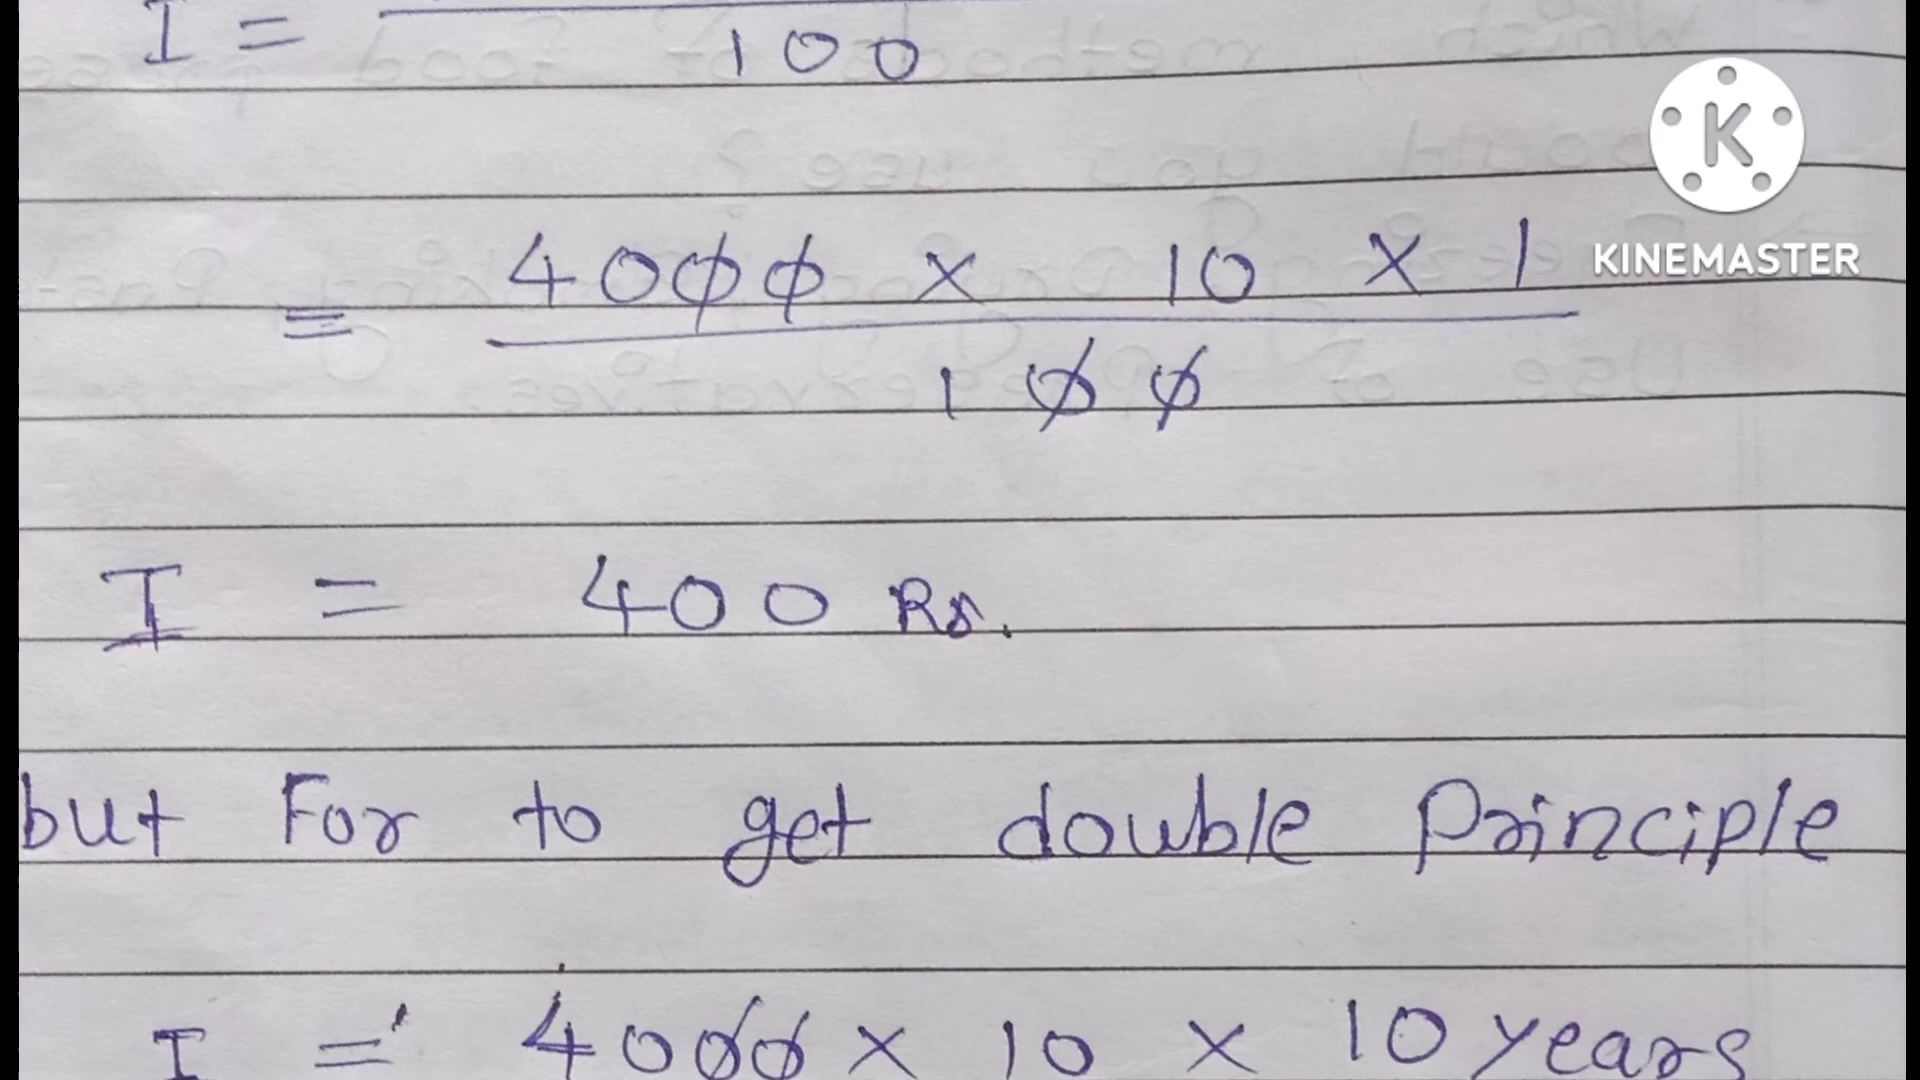 I =
100
K
KINEMASTER
4000 x 10 x 1
=
100
I = 400 Rs.
but For to get double Principle
I = 4000 x 10 x 10 years